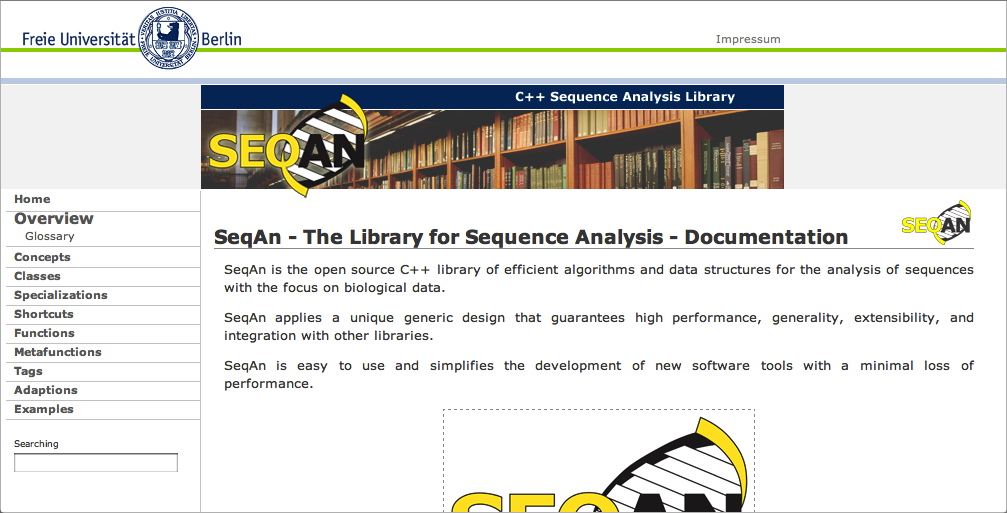 Freie Universität Berlin
Impressum
C++ Sequence Analysis Library
SEQAN
Home
Overview
Glossary
Concepts
Classes
Specializations
Shortcuts
Functions
Metafunctions
Tags
Adaptions
Examples
Searching
SEQAN
SeqAn - The Library for Sequence Analysis - Documentation
SeqAn is the open source C++ library of efficient algorithms and data structures for the analysis of sequences
with the focus on biological data.
SeqAn applies a unique generic design that guarantees high performance, generality, extensibility, and
integration with other libraries.
SeqAn is easy to use and simplifies the development of new software tools with a minimal loss of
performance.
SEQAN